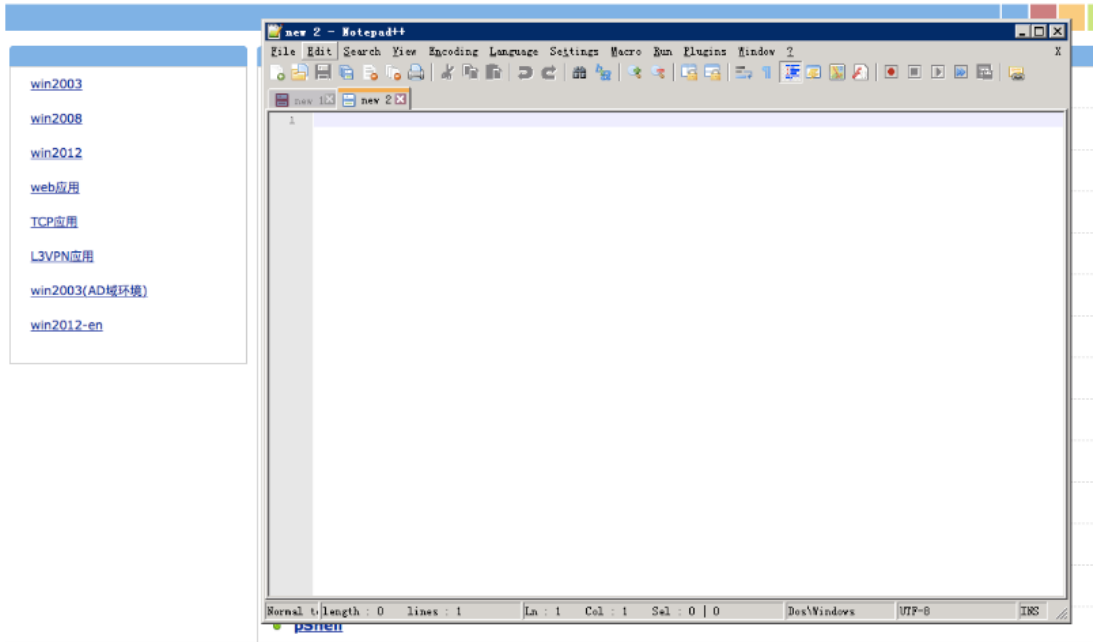 new 2 - Notepad++
File Edit Search View Encoding Language Settings Macro Run Plugins Window ? X
new 1 new 2
1
win2003
win2008
win2012
web应用
TCP应用
L3VPN应用
win2003(AD域环境)
win2012-en
Normal t length : 0 lines : 1 Ln : 1 Col : 1 Sel : 0 | 0 Dos\Windows UTF-8 INS
pshell